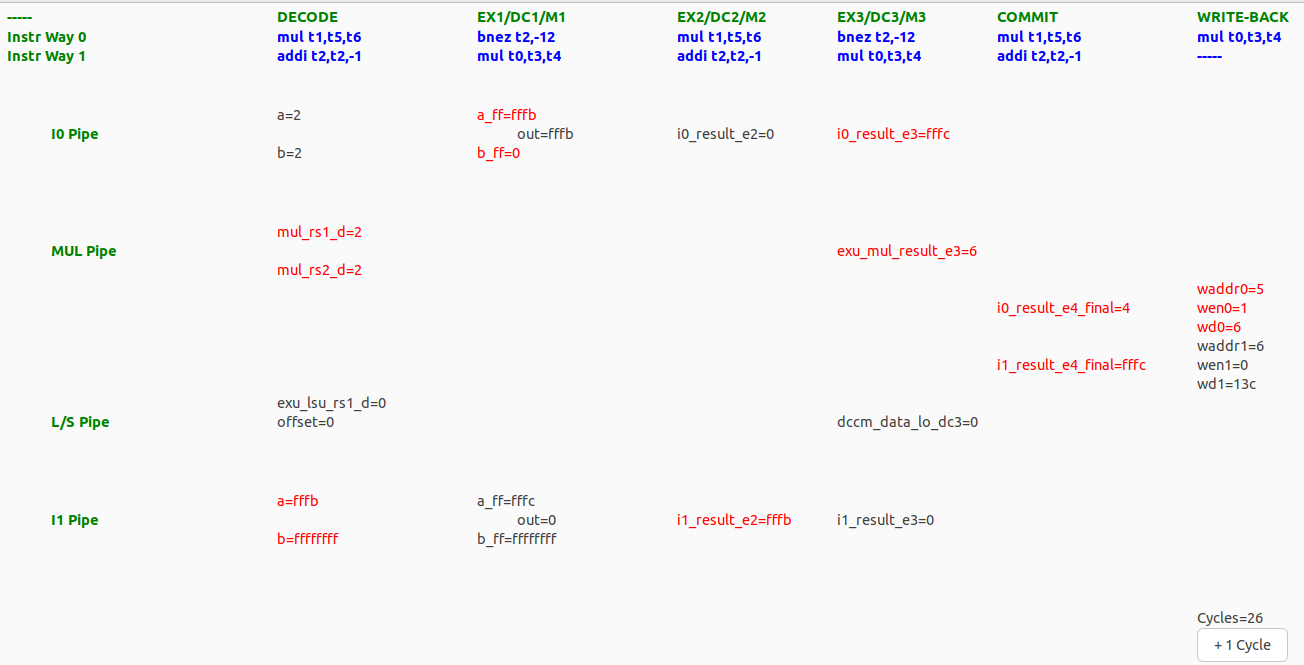 ----- DECODE EX1/DC1/M1 EX2/DC2/M2 EX3/DC3/M3 COMMIT WRITE-BACK
Instr Way 0 mul t1,t5,t6 bnez t2,-12 mul t1,t5,t6 bnez t2,-12 mul t1,t5,t6 mul t0,t3,t4
Instr Way 1 addi t2,t2,-1 mul t0,t3,t4 addi t2,t2,-1 mul t0,t3,t4 addi t2,t2,-1 -----
a=2 a_ff=fffb
I0 Pipe out=fffb i0_result_e2=0 i0_result_e3=fffc
b=2 b_ff=0
mul_rs1_d=2
MUL Pipe exu_mul_result_e3=6
mul_rs2_d=2
waddr0=5
i0_result_e4_final=4 wen0=1
wd0=6
waddr1=6
i1_result_e4_final=fffc wen1=0
wd1=13c
exu_lsu_rs1_d=0
L/S Pipe offset=0 dccm_data_lo_dc3=0
a=fffb a_ff=fffc
I1 Pipe out=0 i1_result_e2=fffb i1_result_e3=0
b=ffffffff b_ff=ffffffff
Cycles=26
+ 1 Cycle